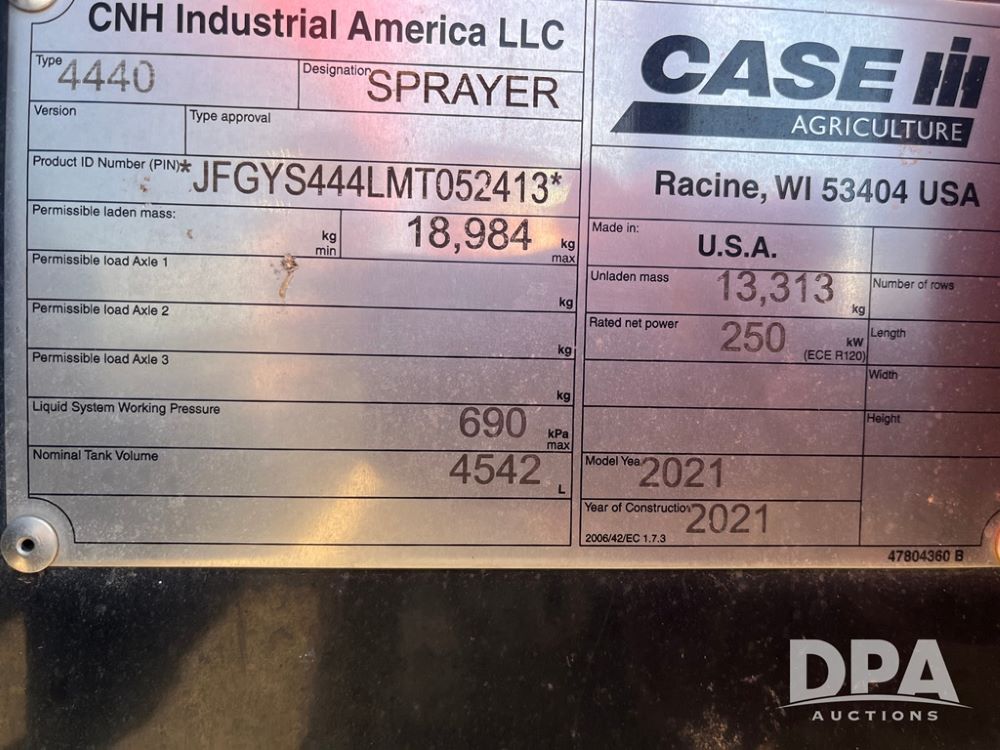 CNH Industrial America LLC
Type 4440
Designation SPRAYER
Version
Type approval
Product ID Number (PIN) *JFGYS444LMT052413*
Permissible laden mass: kg min 18,984 kg max
Permissible load Axle 1 kg
Permissible load Axle 2 kg
Permissible load Axle 3 kg
Liquid System Working Pressure 690 kPa max
Nominal Tank Volume 4542 L
CASE IH
AGRICULTURE
Racine, WI 53404 USA
Made in: U.S.A.
Unladen mass 13,313 kg
Number of rows
Rated net power 250 kW (ECE R120)
Length
Width
Height
Model Year 2021
Year of Construction 2021
2006/42/EC 1.7.3
47804360 B
DPA
AUCTIONS